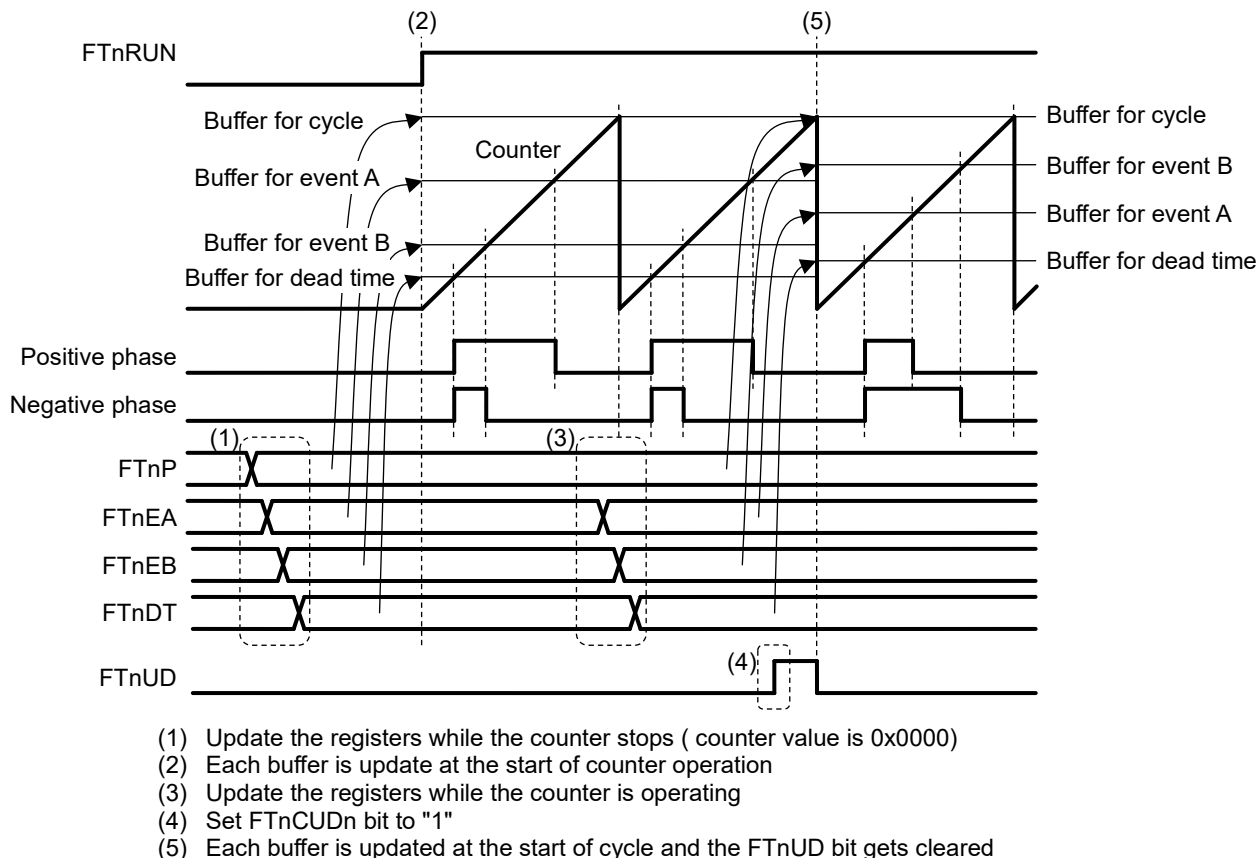 (2) (5)
FTnRUN
Buffer for cycle Buffer for cycle
Counter
Buffer for event B
Buffer for event A
Buffer for event A
Buffer for event B
Buffer for dead time Buffer for dead time
Positive phase
Negative phase
(1) (3)
FTnP
FTnEA
FTnEB
FTnDT
(4)
FTnUD
(1) Update the registers while the counter stops ( counter value is 0x0000)
(2) Each buffer is update at the start of counter operation
(3) Update the registers while the counter is operating
(4) Set FTnCUDn bit to "1"
(5) Each buffer is updated at the start of cycle and the FTnUD bit gets cleared